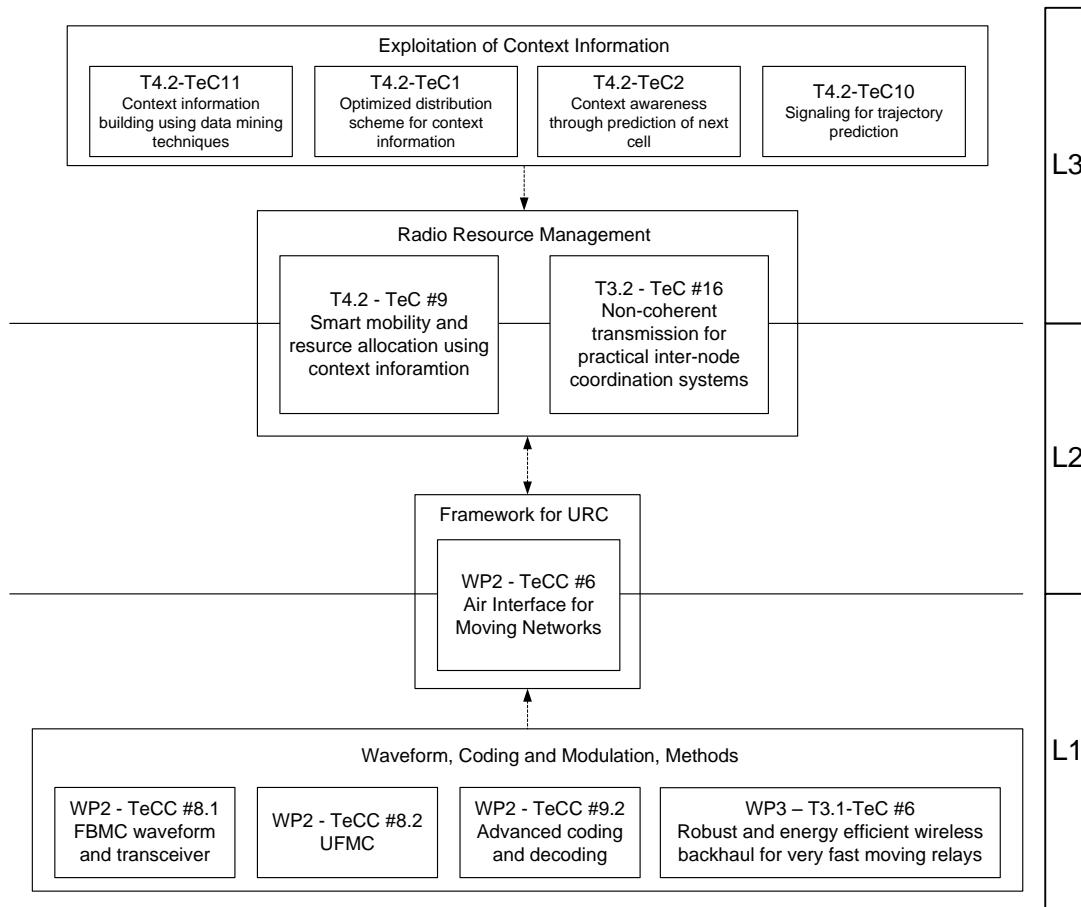 Exploitation of Context Information
T4.2-TeC11
Context information
building using data mining
techniques
T4.2-TeC1
Optimized distribution
scheme for context
information
T4.2-TeC2
Context awareness
through prediction of next
cell
T4.2-TeC10
Signaling for trajectory
prediction
L3
Radio Resource Management
T4.2 - TeC #9
Smart mobility and
resurce allocation using
context inforamtion
T3.2 - TeC #16
Non-coherent
transmission for
practical inter-node
coordination systems
L2
Framework for URC
WP2 - TeCC #6
Air Interface for
Moving Networks
L1
Waveform, Coding and Modulation, Methods
WP2 - TeCC #8.1
FBMC waveform
and transceiver
WP2 - TeCC #8.2
UFMC
WP2 - TeCC #9.2
Advanced coding
and decoding
WP3 – T3.1-TeC #6
Robust and energy efficient wireless
backhaul for very fast moving relays